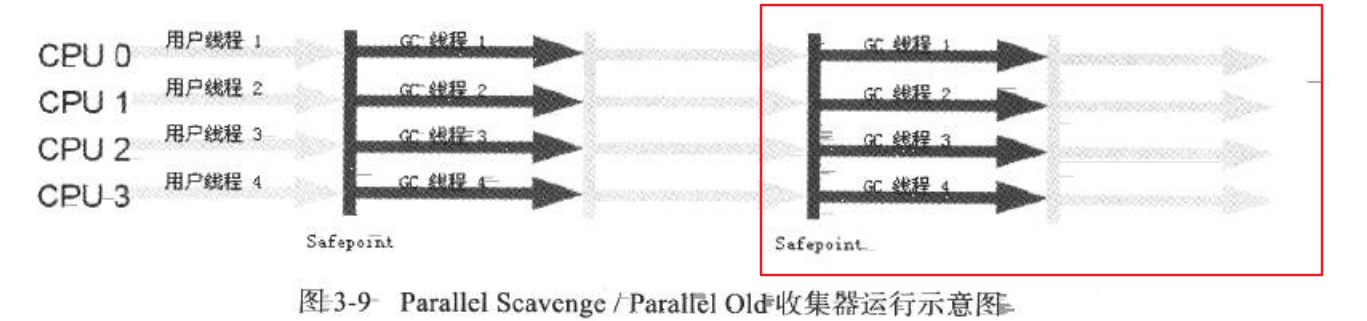 CPU 0 用户线程 1 GC 线程 1 GC 线程 1
CPU 1 用户线程 2 GC 线程 2 GC 线程 2
CPU 2 用户线程 3 GC 线程 3 GC 线程 3
CPU 3 用户线程 4 GC 线程 4 GC 线程 4
Safepoint Safepoint
图3-9 Parallel Scavenge / Parallel Old 收集器运行示意图